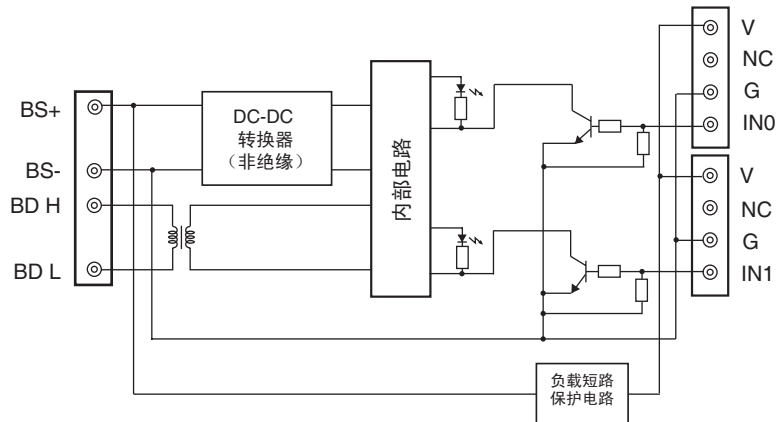 BS+
BS-
BD H
BD L
DC-DC
转换器
（非绝缘）
内部电路
V
NC
G
IN0
V
NC
G
IN1
负载短路
保护电路